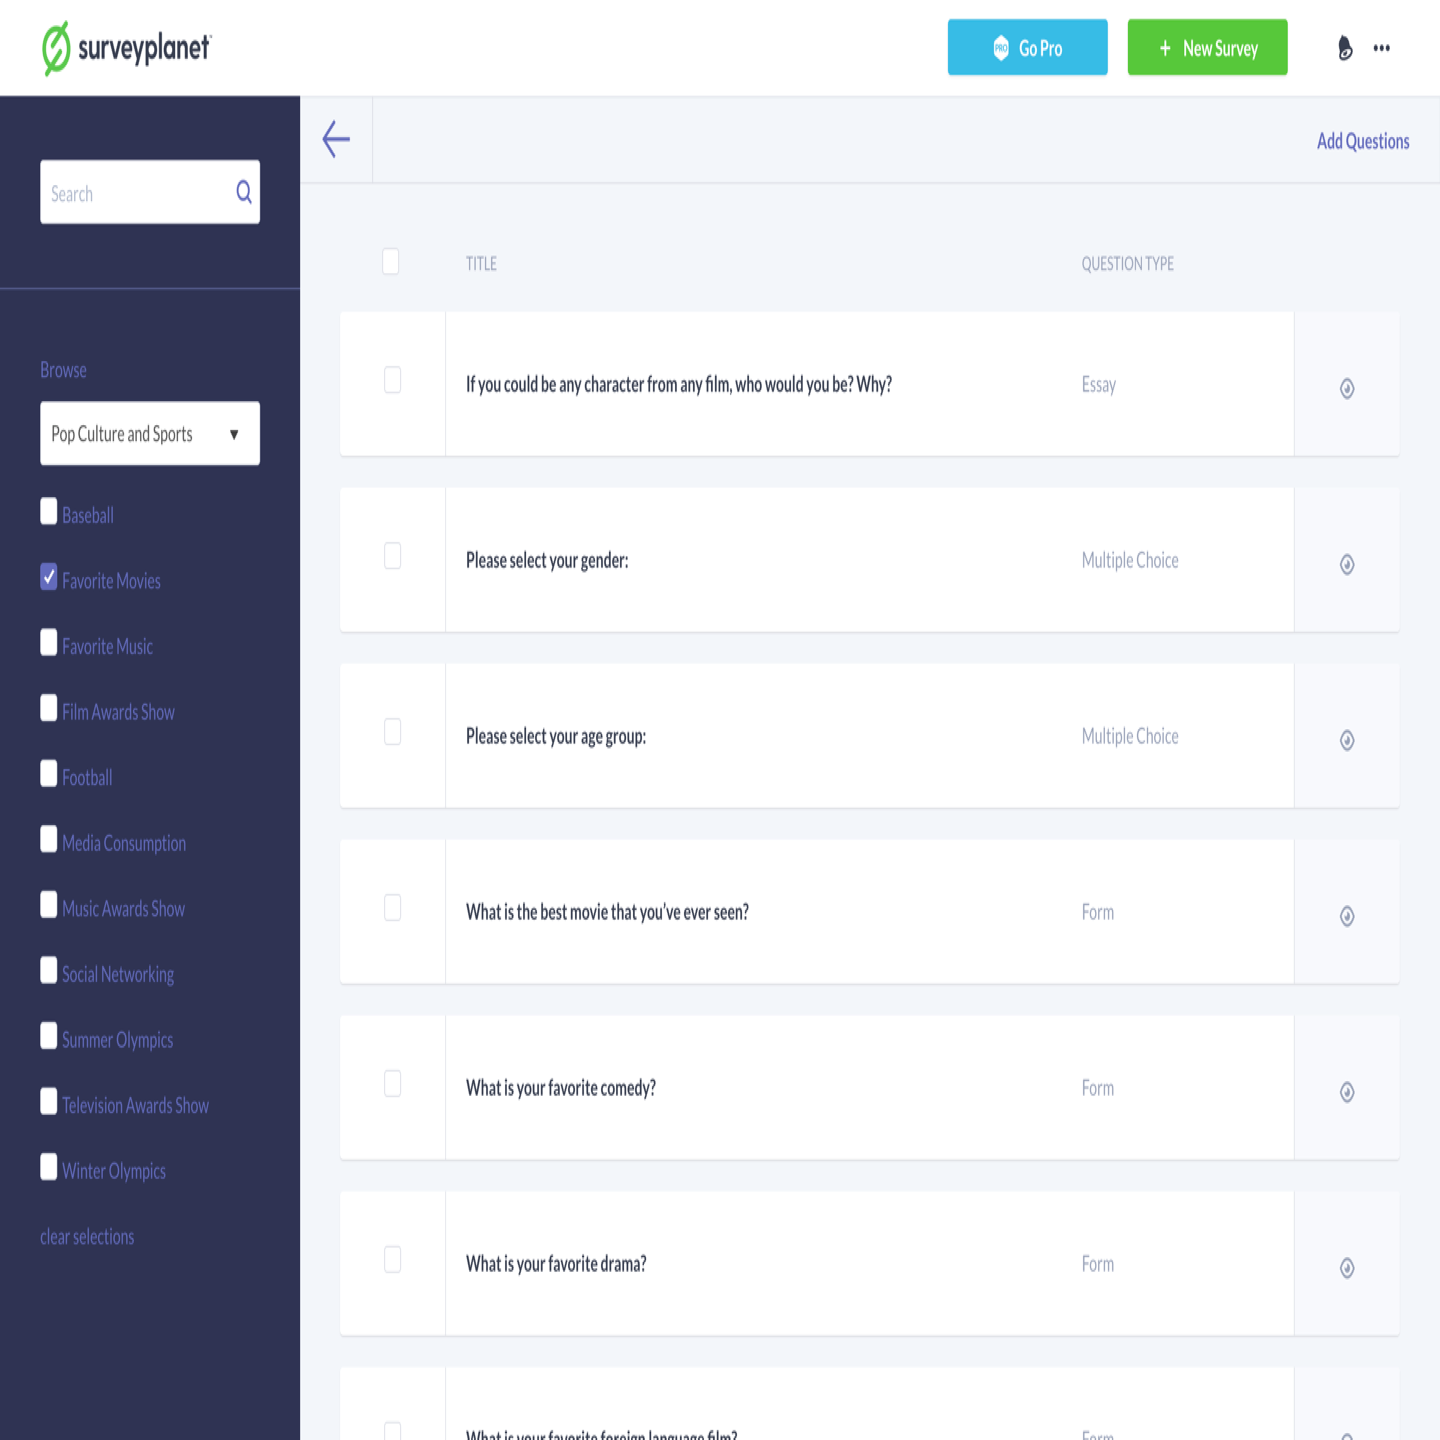 surveyplanet
PRO Go Pro
+ New Survey
Add Questions
Search
Browse
Pop Culture and Sports
Baseball
Favorite Movies
Favorite Music
Film Awards Show
Football
Media Consumption
Music Awards Show
Social Networking
Summer Olympics
Television Awards Show
Winter Olympics
clear selections
TITLE QUESTION TYPE
If you could be any character from any film, who would you be? Why? Essay
Please select your gender: Multiple Choice
Please select your age group: Multiple Choice
What is the best movie that you've ever seen? Form
What is your favorite comedy? Form
What is your favorite drama? Form
What is your favorite foreign language film? Form